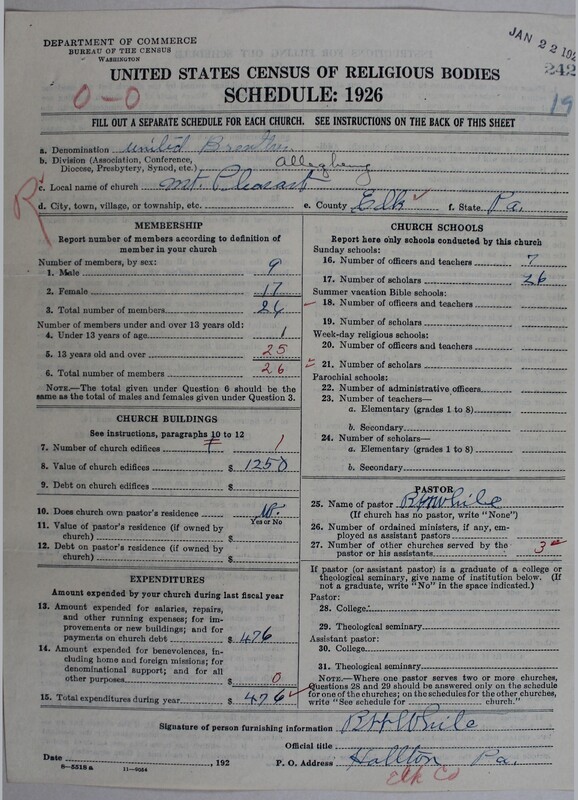 DEPARTMENT OF COMMERCE
BUREAU OF THE CENSUS
WASHINGTON
JAN 22 192
242
UNITED STATES CENSUS OF RELIGIOUS BODIES
SCHEDULE: 1926
0-0
19
FILL OUT A SEPARATE SCHEDULE FOR EACH CHURCH. SEE INSTRUCTIONS ON THE BACK OF THIS SHEET
a. Denomination United Brethren
b. Division (Association, Conference, Diocese, Presbytery, Synod, etc.) Allegheny
c. Local name of church Mt. Pleasant
d. City, town, village, or township, etc. e. County Elk f. State Pa.
R
MEMBERSHIP
Report number of members according to definition of member in your church
Number of members, by sex:
1. Male 9
2. Female 17
3. Total number of members 26
Number of members under and over 13 years old:
4. Under 13 years of age 1
5. 13 years old and over 25
6. Total number of members 26
NOTE.—The total given under Question 6 should be the same as the total of males and females given under Question 3.
CHURCH BUILDINGS
See instructions, paragraphs 10 to 12
7. Number of church edifices 1
8. Value of church edifices $ 1250
9. Debt on church edifices $
10. Does church own pastor's residence no.
Yes or No
11. Value of pastor's residence (if owned by church) $
12. Debt on pastor's residence (if owned by church) $
EXPENDITURES
Amount expended by your church during last fiscal year
13. Amount expended for salaries, repairs, and other running expenses; for improvements or new buildings; and for payments on church debt $ 476
14. Amount expended for benevolences, including home and foreign missions; for denominational support; and for all other purposes $ 0
15. Total expenditures during year $ 476
CHURCH SCHOOLS
Report here only schools conducted by this church
Sunday schools:
16. Number of officers and teachers 7
17. Number of scholars 26
Summer vacation Bible schools:
18. Number of officers and teachers
19. Number of scholars
Week-day religious schools:
20. Number of officers and teachers
21. Number of scholars
Parochial schools:
22. Number of administrative officers
23. Number of teachers—
a. Elementary (grades 1 to 8)
b. Secondary
24. Number of scholars—
a. Elementary (grades 1 to 8)
b. Secondary
PASTOR
25. Name of pastor White
(If church has no pastor, write "None")
26. Number of ordained ministers, if any, employed as assistant pastors
27. Number of other churches served by the pastor or his assistants 3
If pastor (or assistant pastor) is a graduate of a college or theological seminary, give name of institution below. (If not a graduate, write "No" in the space indicated.)
Pastor:
28. College
29. Theological seminary
Assistant pastor:
30. College
31. Theological seminary
NOTE.—Where one pastor serves two or more churches, Questions 28 and 29 should be answered only on the schedule for one of the churches; on the schedules for the other churches, write "See schedule for church."
Signature of person furnishing information White
Official title
Date , 192 P. O. Address Hallton Pa.
8—5518 a 11—9064
Elk Co